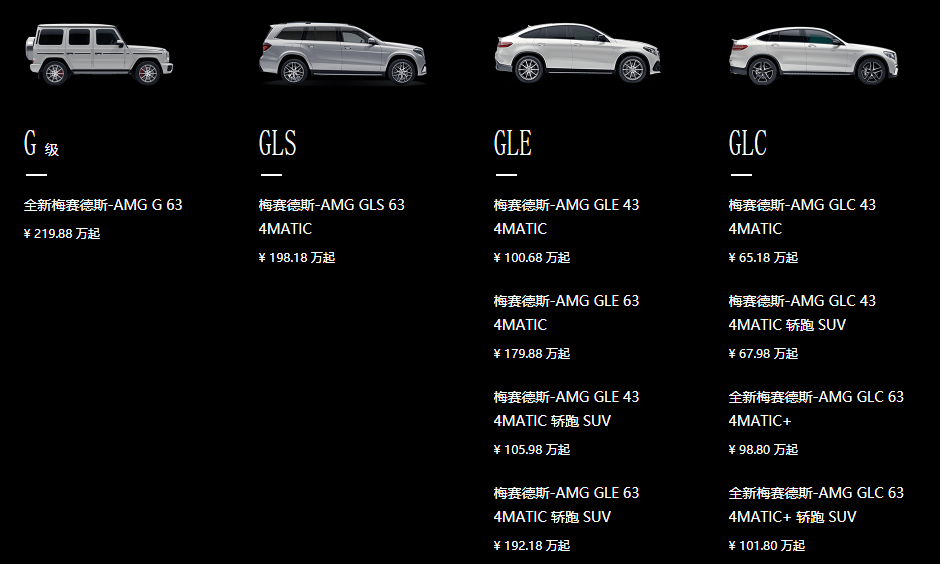 G 级
全新梅赛德斯-AMG G 63
¥ 219.88 万起
GLS
梅赛德斯-AMG GLS 63
4MATIC
¥ 198.18 万起
GLE
梅赛德斯-AMG GLE 43
4MATIC
¥ 100.68 万起
梅赛德斯-AMG GLE 63
4MATIC
¥ 179.88 万起
梅赛德斯-AMG GLE 43
4MATIC 轿跑 SUV
¥ 105.98 万起
梅赛德斯-AMG GLE 63
4MATIC 轿跑 SUV
¥ 192.18 万起
GLC
梅赛德斯-AMG GLC 43
4MATIC
¥ 65.18 万起
梅赛德斯-AMG GLC 43
4MATIC 轿跑 SUV
¥ 67.98 万起
全新梅赛德斯-AMG GLC 63
4MATIC+
¥ 98.80 万起
全新梅赛德斯-AMG GLC 63
4MATIC+ 轿跑 SUV
¥ 101.80 万起